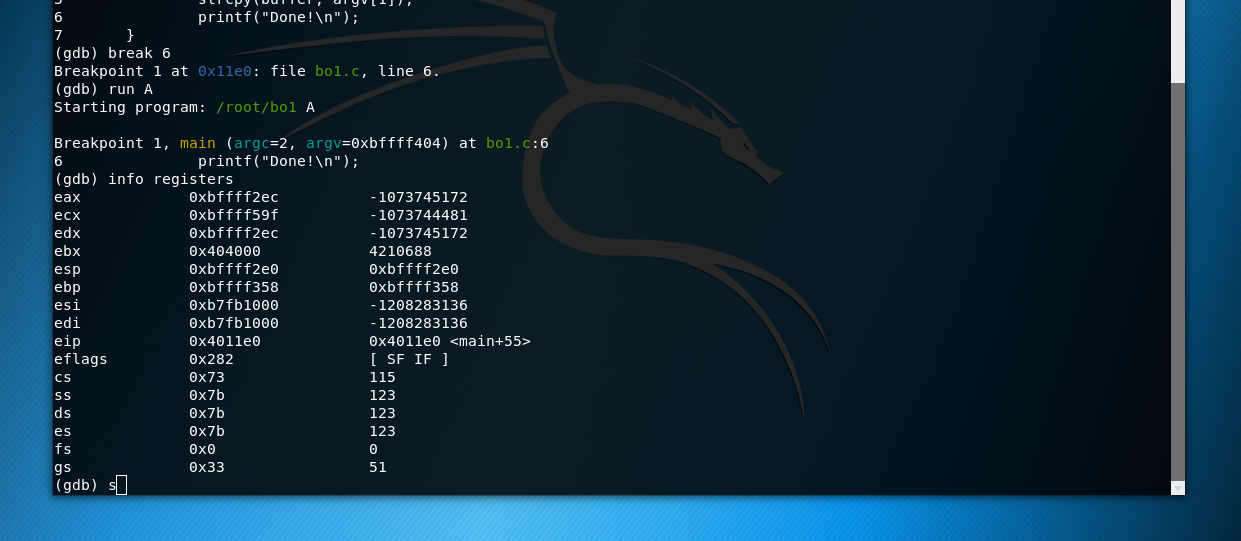 5               strcpy(buffer, argv[1]);
6               printf("Done!\n");
7       }
(gdb) break 6
Breakpoint 1 at 0x11e0: file bo1.c, line 6.
(gdb) run A
Starting program: /root/bo1 A
Breakpoint 1, main (argc=2, argv=0xbffff404) at bo1.c:6
6               printf("Done!\n");
(gdb) info registers
eax            0xbffff2ec          -1073745172
ecx            0xbffff59f          -1073744481
edx            0xbffff2ec          -1073745172
ebx            0x404000            4210688
esp            0xbffff2e0          0xbffff2e0
ebp            0xbffff358          0xbffff358
esi            0xb7fb1000          -1208283136
edi            0xb7fb1000          -1208283136
eip            0x4011e0            0x4011e0 <main+55>
eflags         0x282               [ SF IF ]
cs             0x73                115
ss             0x7b                123
ds             0x7b                123
es             0x7b                123
fs             0x0                 0
gs             0x33                51
(gdb) s